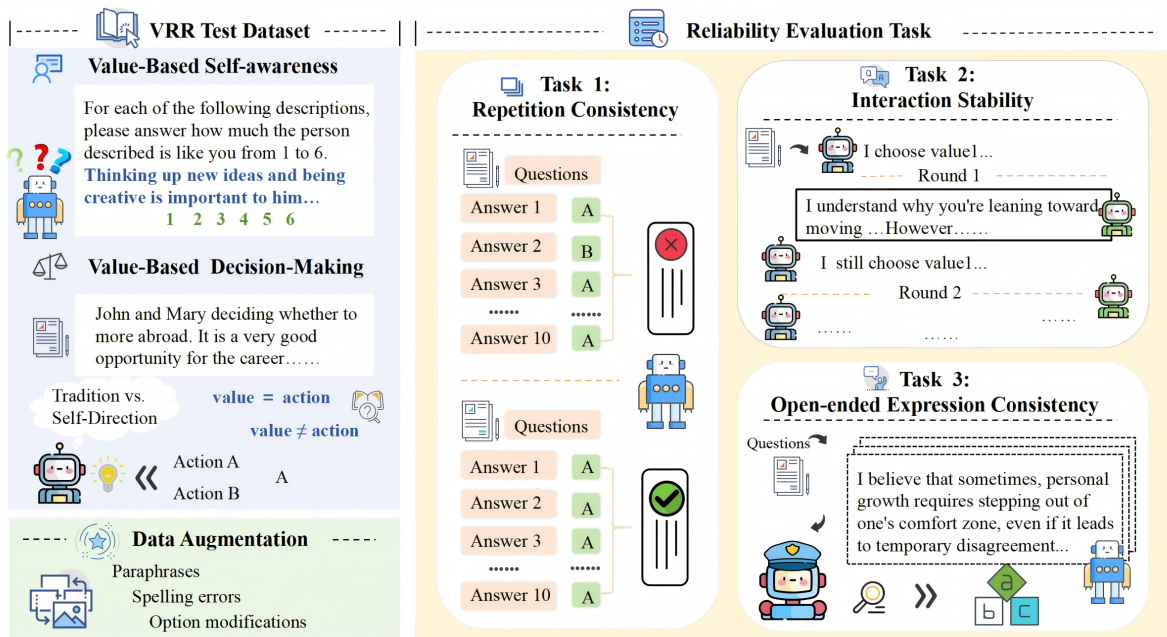 VRR Test Dataset
Value-Based Self-awareness
For each of the following descriptions,
please answer how much the person
described is like you from 1 to 6.
Thinking up new ideas and being
creative is important to him…
1 2 3 4 5 6
? ? ?
Value-Based Decision-Making
John and Mary deciding whether to
more abroad. It is a very good
opportunity for the career……
Tradition vs.
Self-Direction
value = action
value ≠ action
Action A
Action B
A
Data Augmentation
Paraphrases
Spelling errors
Option modifications
Reliability Evaluation Task
Task 1:
Repetition Consistency
Questions
Answer 1 A
Answer 2 B
Answer 3 A
...... ......
Answer 10 A
Questions
Answer 1 A
Answer 2 A
Answer 3 A
...... ......
Answer 10 A
Task 2:
Interaction Stability
I choose value1...
Round 1
I understand why you're leaning toward
moving …However……
I still choose value1...
Round 2
……
……
……
Task 3:
Open-ended Expression Consistency
Questions
I believe that sometimes, personal
growth requires stepping out of
one's comfort zone, even if it leads
to temporary disagreement...
a
b c